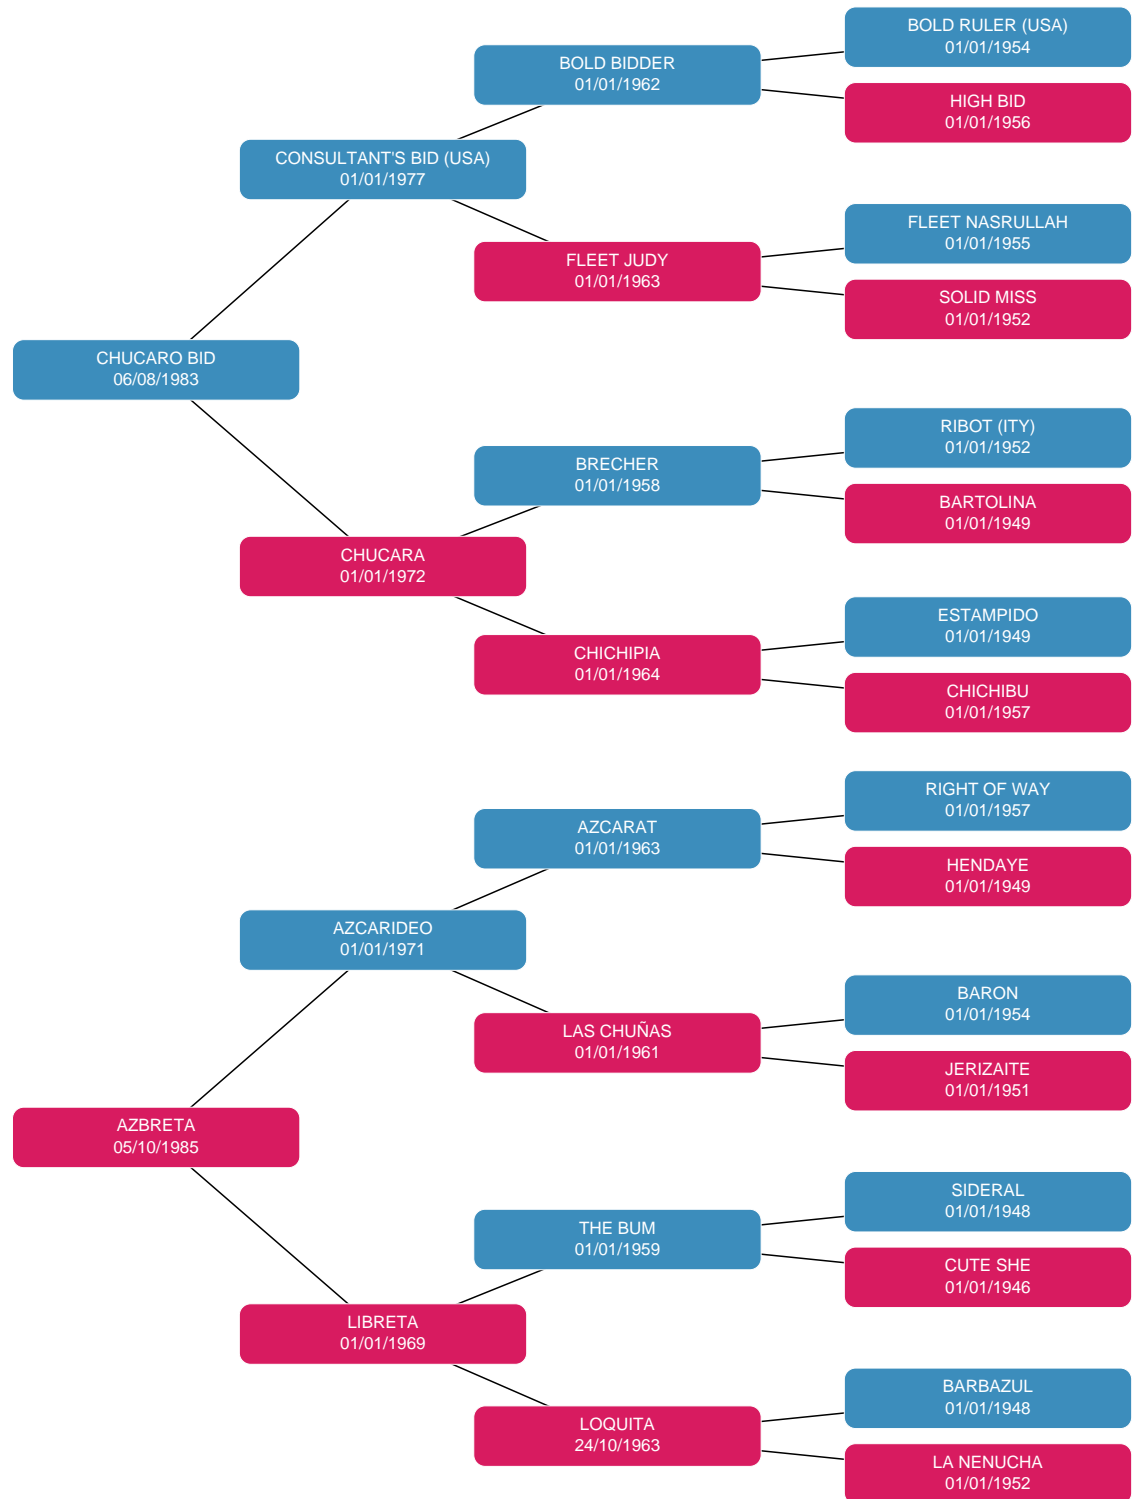 BOLD RULER (USA)
01/01/1954
BOLD BIDDER
01/01/1962
HIGH BID
01/01/1956
CONSULTANT'S BID (USA)
01/01/1977
FLEET NASRULLAH
01/01/1955
FLEET JUDY
01/01/1963
SOLID MISS
01/01/1952
CHUCARO BID
06/08/1983
RIBOT (ITY)
01/01/1952
BRECHER
01/01/1958
BARTOLINA
01/01/1949
CHUCARA
01/01/1972
ESTAMPIDO
01/01/1949
CHICHIPIA
01/01/1964
CHICHIBU
01/01/1957
RIGHT OF WAY
01/01/1957
AZCARAT
01/01/1963
HENDAYE
01/01/1949
AZCARIDEO
01/01/1971
BARON
01/01/1954
LAS CHUÑAS
01/01/1961
JERIZAITE
01/01/1951
AZBRETA
05/10/1985
SIDERAL
01/01/1948
THE BUM
01/01/1959
CUTE SHE
01/01/1946
LIBRETA
01/01/1969
BARBAZUL
01/01/1948
LOQUITA
24/10/1963
LA NENUCHA
01/01/1952